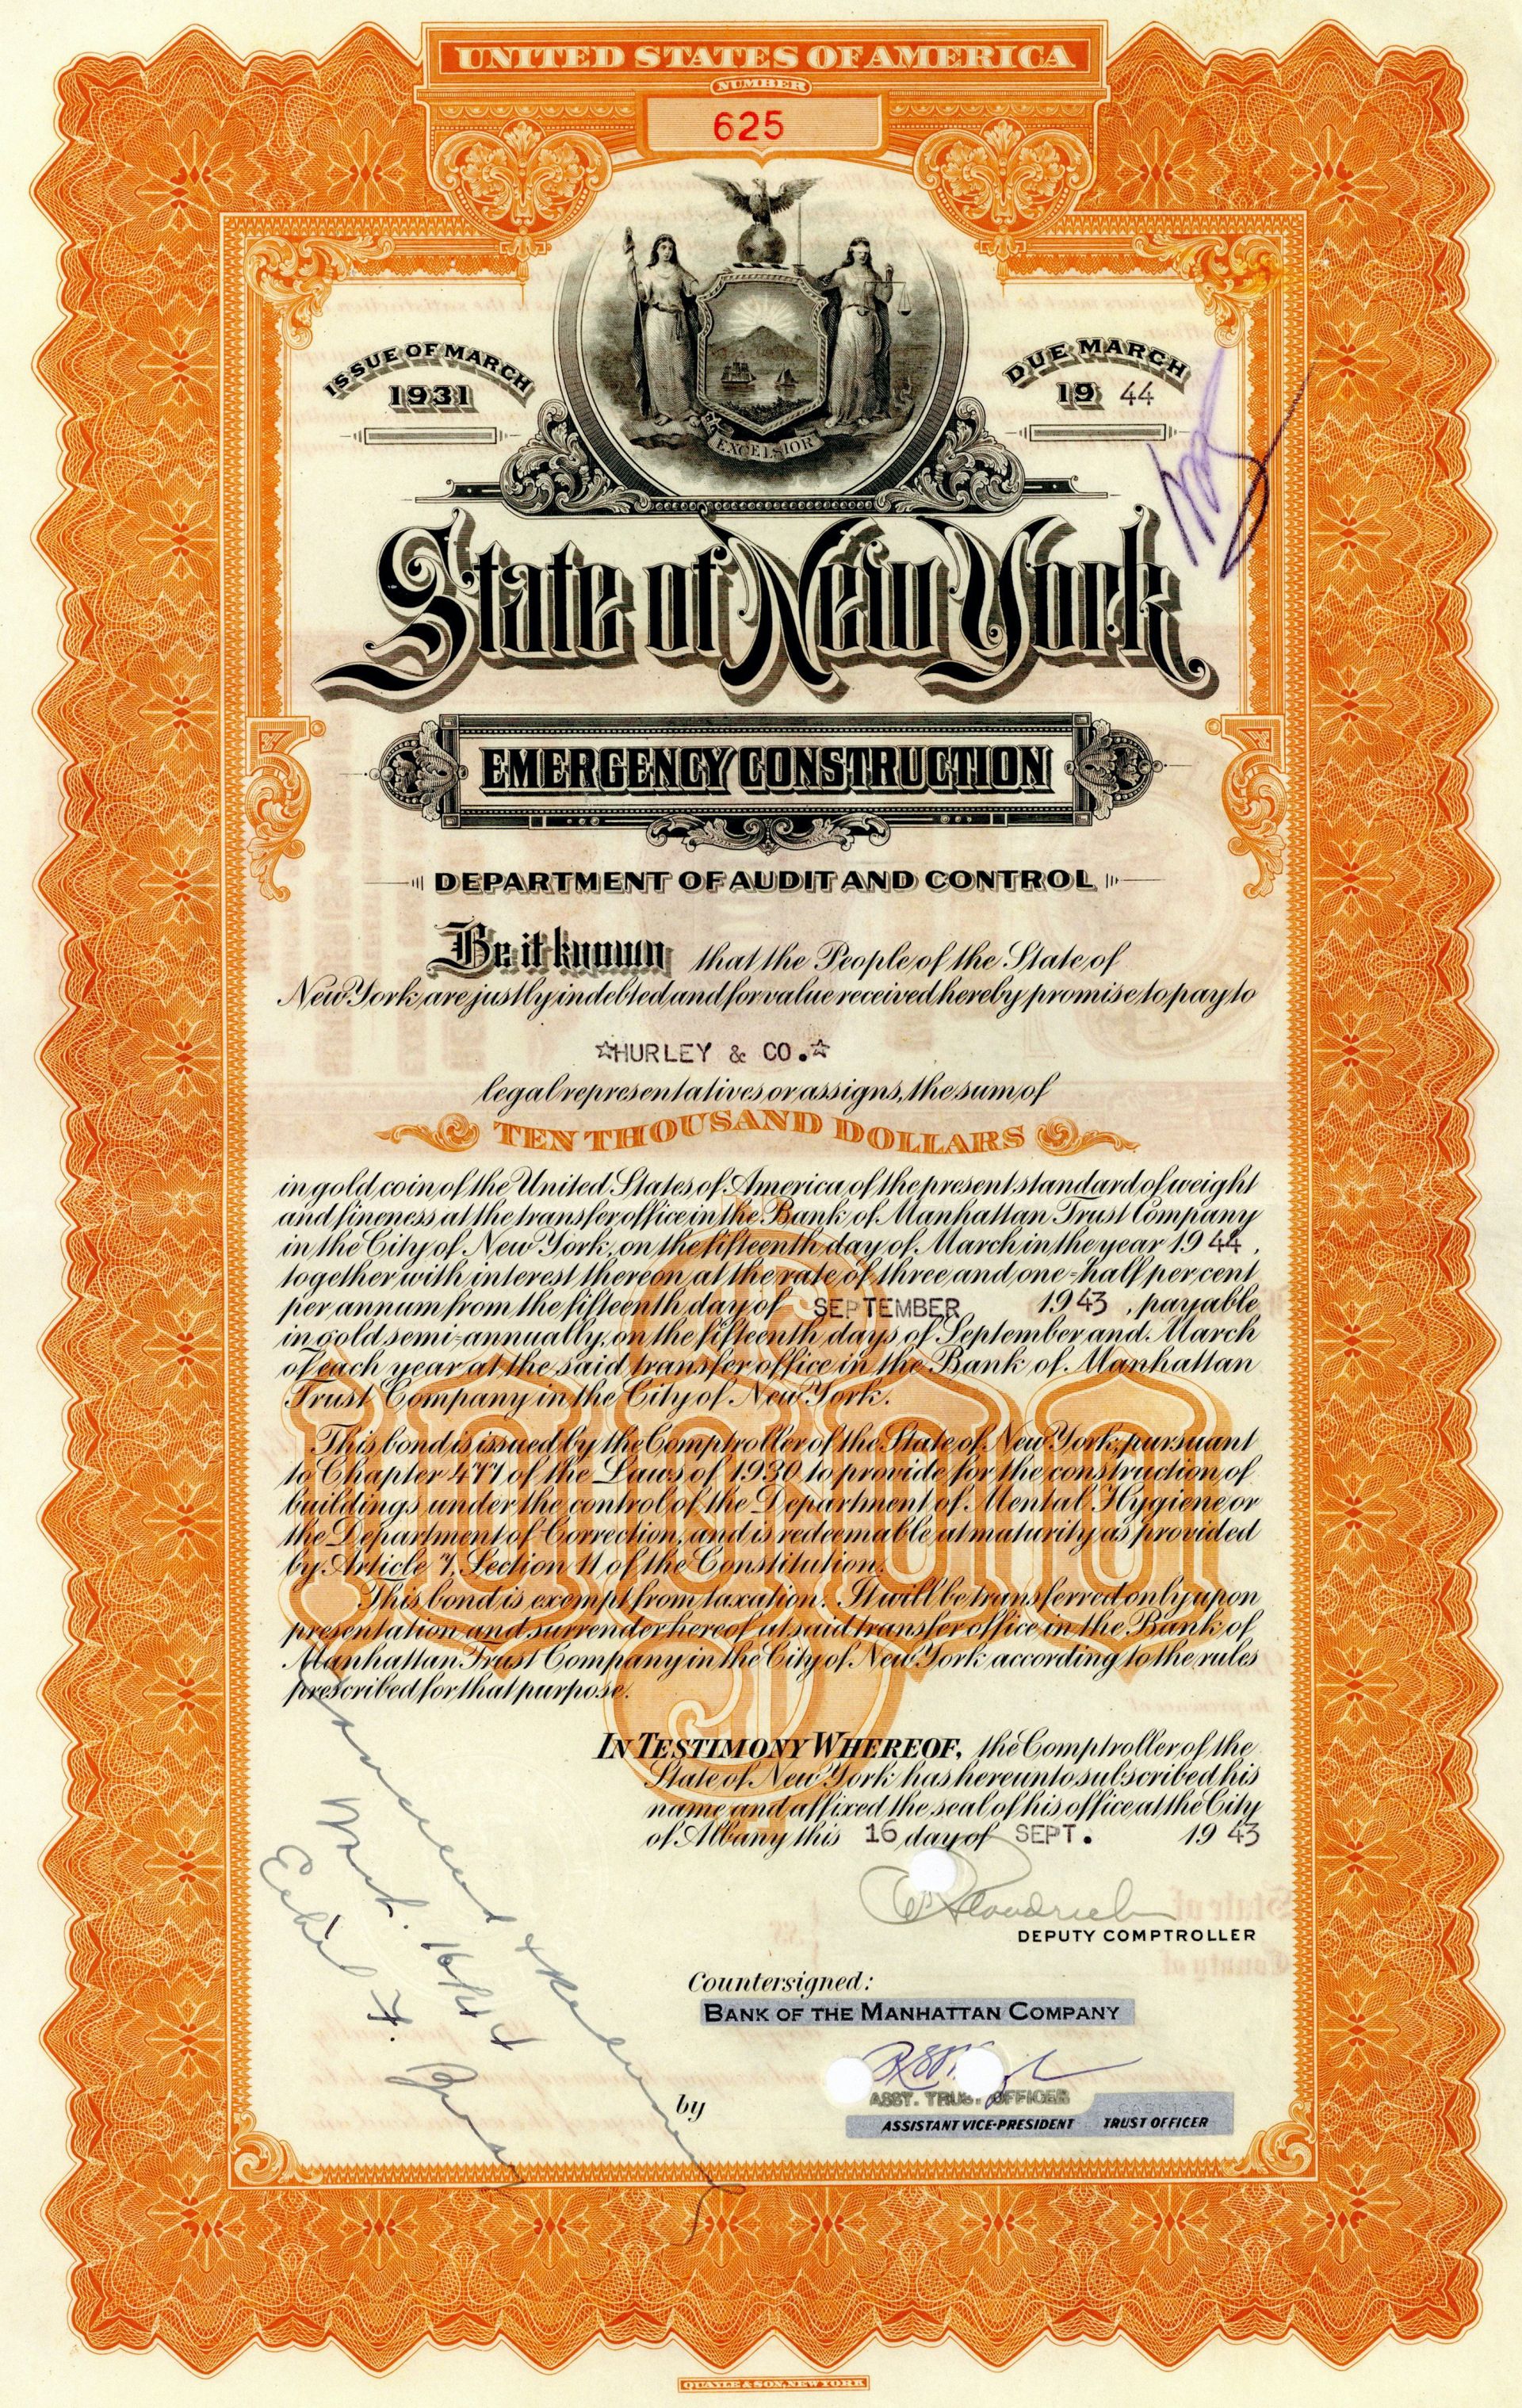 UNITED STATES OF AMERICA
NUMBER
625
ISSUE OF MARCH
1931
DUE MARCH
19 44
EXCELSIOR
State of New York
EMERGENCY CONSTRUCTION
DEPARTMENT OF AUDIT AND CONTROL
Be it known that the People of the State of
New York are justly indebted and for value received hereby promise to pay to
☆HURLEY & CO.☆
legal representatives or assigns, the sum of
TEN THOUSAND DOLLARS
in gold coin of the United States of America of the present standard of weight
and fineness at the transfer office in the Bank of Manhattan Trust Company
in the City of New York, on the fifteenth day of March in the year 19 44,
together with interest thereon at the rate of three and one-half per cent
per annum from the fifteenth day of SEPTEMBER 1943, payable
in gold semi-annually, on the fifteenth days of September and March
of each year at the said transfer office in the Bank of Manhattan
Trust Company in the City of New York.
This bond is issued by the Comptroller of the State of New York, pursuant
to Chapter 477 of the Laws of 1930, to provide for the construction of
buildings under the control of the Department of Mental Hygiene or
the Department of Correction, and is redeemable at maturity as provided
by Article 7, Section 11 of the Constitution.
This bond is exempt from taxation. It will be transferred only upon
presentation and surrender hereof at said transfer office in the Bank of
Manhattan Trust Company in the City of New York according to the rules
prescribed for that purpose.
$10,000
IN TESTIMONY WHEREOF, the Comptroller of the
State of New York has hereunto subscribed his
name and affixed the seal of his office at the City
of Albany this 16 day of SEPT. 19 43
DEPUTY COMPTROLLER
Countersigned:
BANK OF THE MANHATTAN COMPANY
by
ASST. TRUST OFFICER
ASSISTANT VICE-PRESIDENT TRUST OFFICER
Mch. 16/44
QUAYLE & SON, NEW YORK